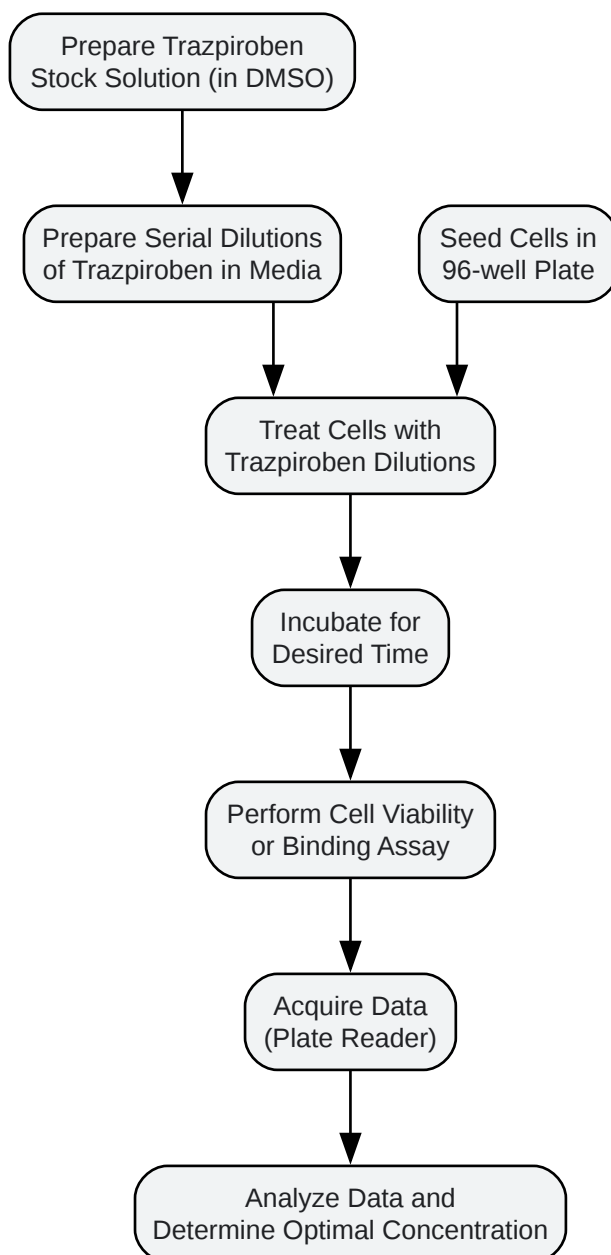 Prepare Trazpiroben
Stock Solution (in DMSO)
Prepare Serial Dilutions
of Trazpiroben in Media
Seed Cells in
96-well Plate
Treat Cells with
Trazpiroben Dilutions
Incubate for
Desired Time
Perform Cell Viability
or Binding Assay
Acquire Data
(Plate Reader)
Analyze Data and
Determine Optimal Concentration